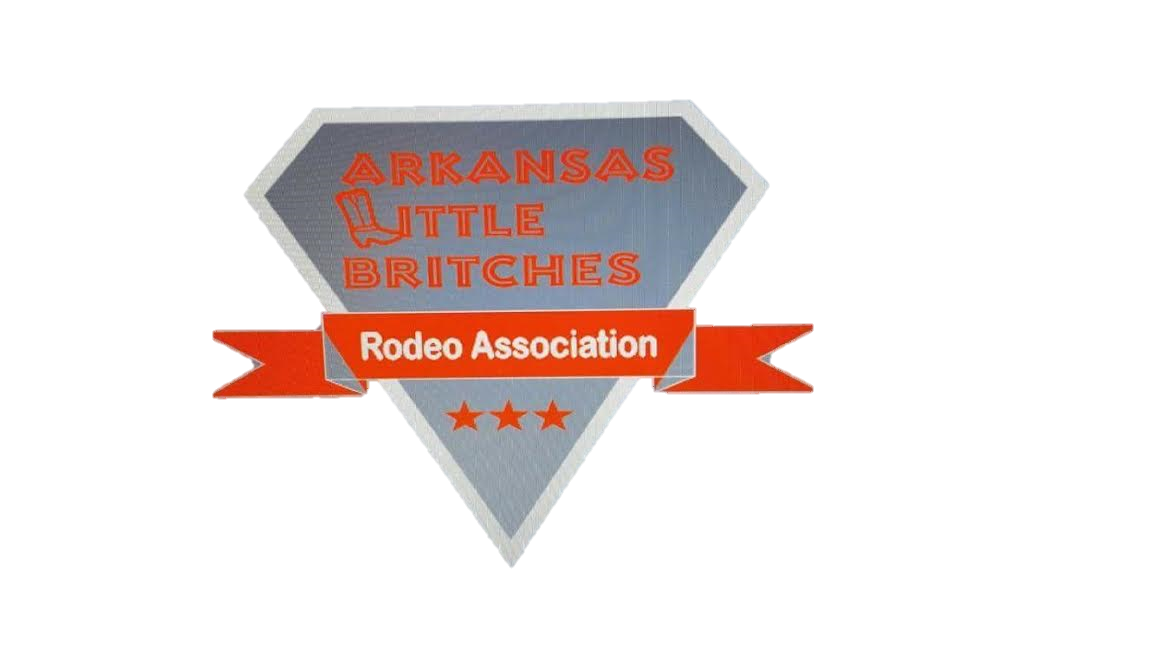 ARKANSAS
LITTLE
BRITCHES
Rodeo Association